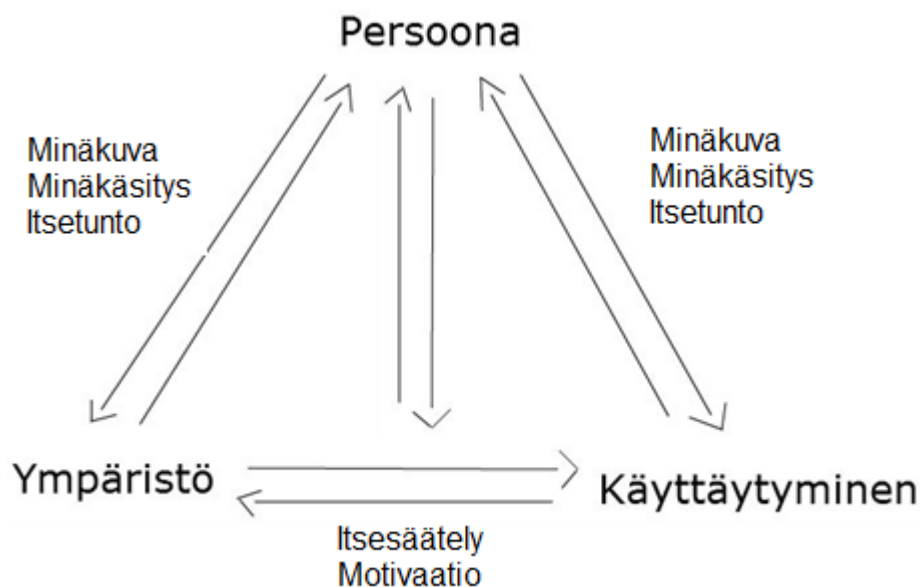 Persoona
Minäkuva
Minäkäsitys
Itsetunto
Minäkuva
Minäkäsitys
Itsetunto
Ympäristö
Käyttäytyminen
Itsesäätely
Motivaatio